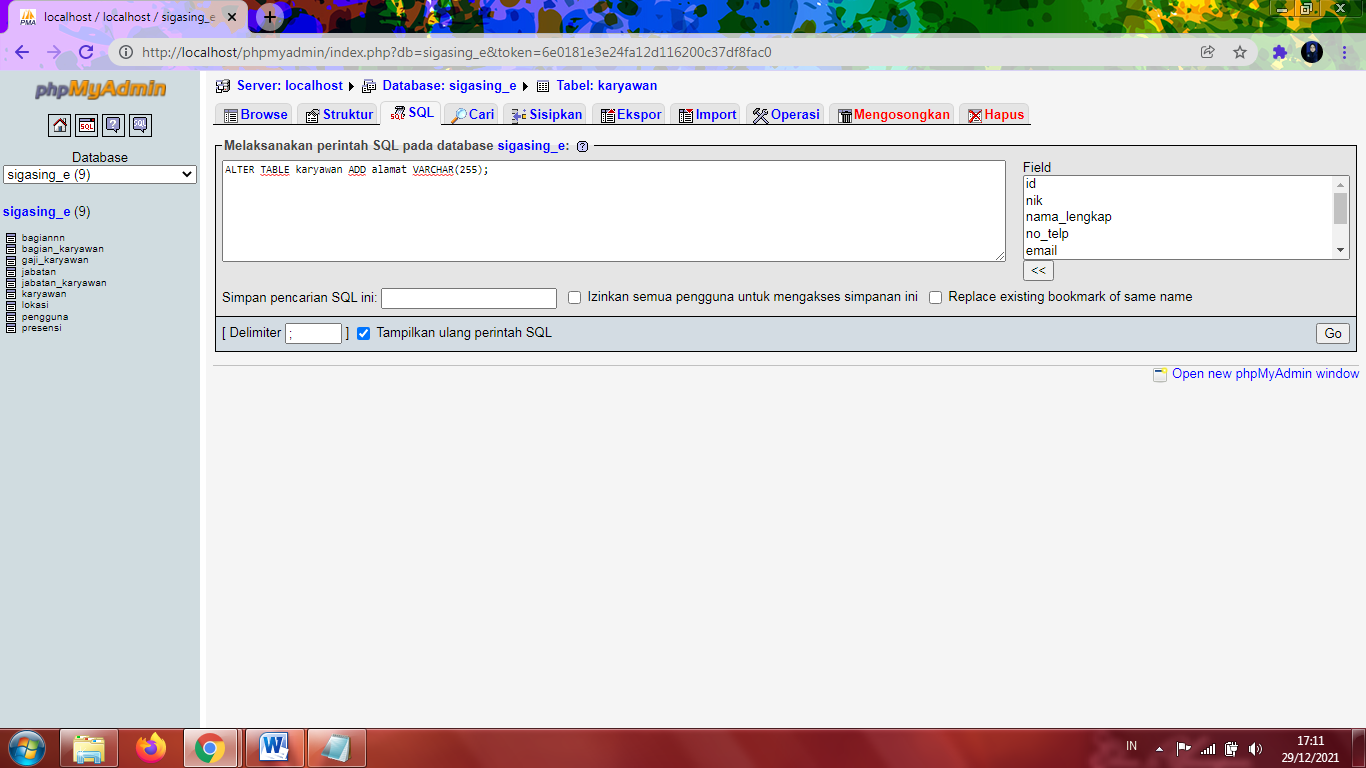 localhost / localhost / sigasing_e
http://localhost/phpmyadmin/index.php?db=sigasing_e&token=6e0181e3e24fa12d116200c37df8fac0
phpMyAdmin
Server: localhost
Database: sigasing_e
Tabel: karyawan
Browse
Struktur
SQL
Cari
Sisipkan
Ekspor
Import
Operasi
Mengosongkan
Hapus
SQL
Database
sigasing_e (9)
sigasing_e (9)
bagiannn
bagian_karyawan
gaji_karyawan
jabatan
jabatan_karyawan
karyawan
lokasi
pengguna
presensi
Melaksanakan perintah SQL pada database sigasing_e:
ALTER TABLE karyawan ADD alamat VARCHAR(255);
Field
id
nik
nama_lengkap
no_telp
email
<<
Simpan pencarian SQL ini:
Izinkan semua pengguna untuk mengakses simpanan ini
Replace existing bookmark of same name
[ Delimiter ; ] Tampilkan ulang perintah SQL
Go
Open new phpMyAdmin window
IN
17:11
29/12/2021